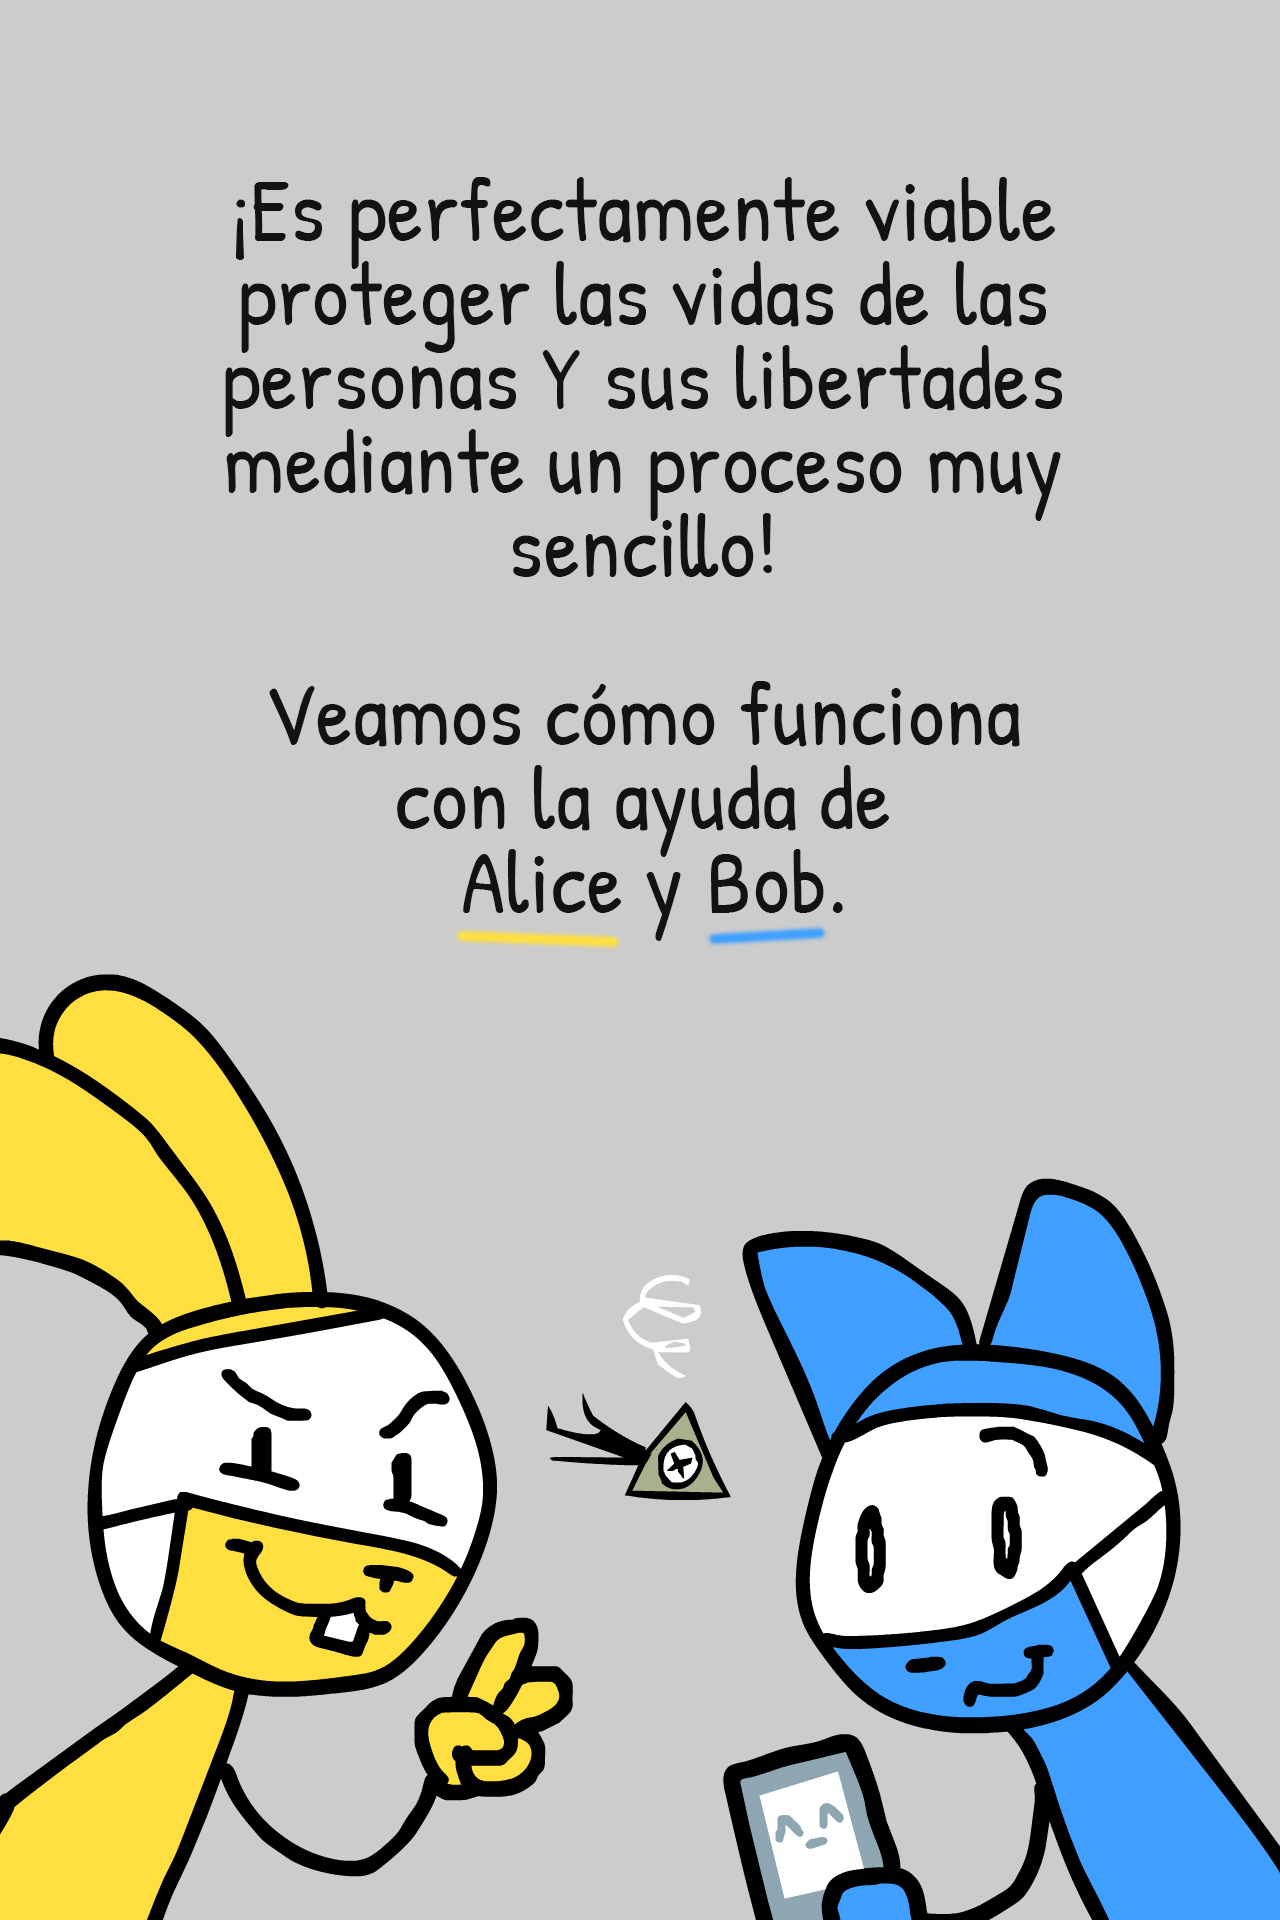 ¡Es perfectamente viable
proteger las vidas de las
personas Y sus libertades
mediante un proceso muy
sencillo!
Veamos cómo funciona
con la ayuda de
Alice y Bob.